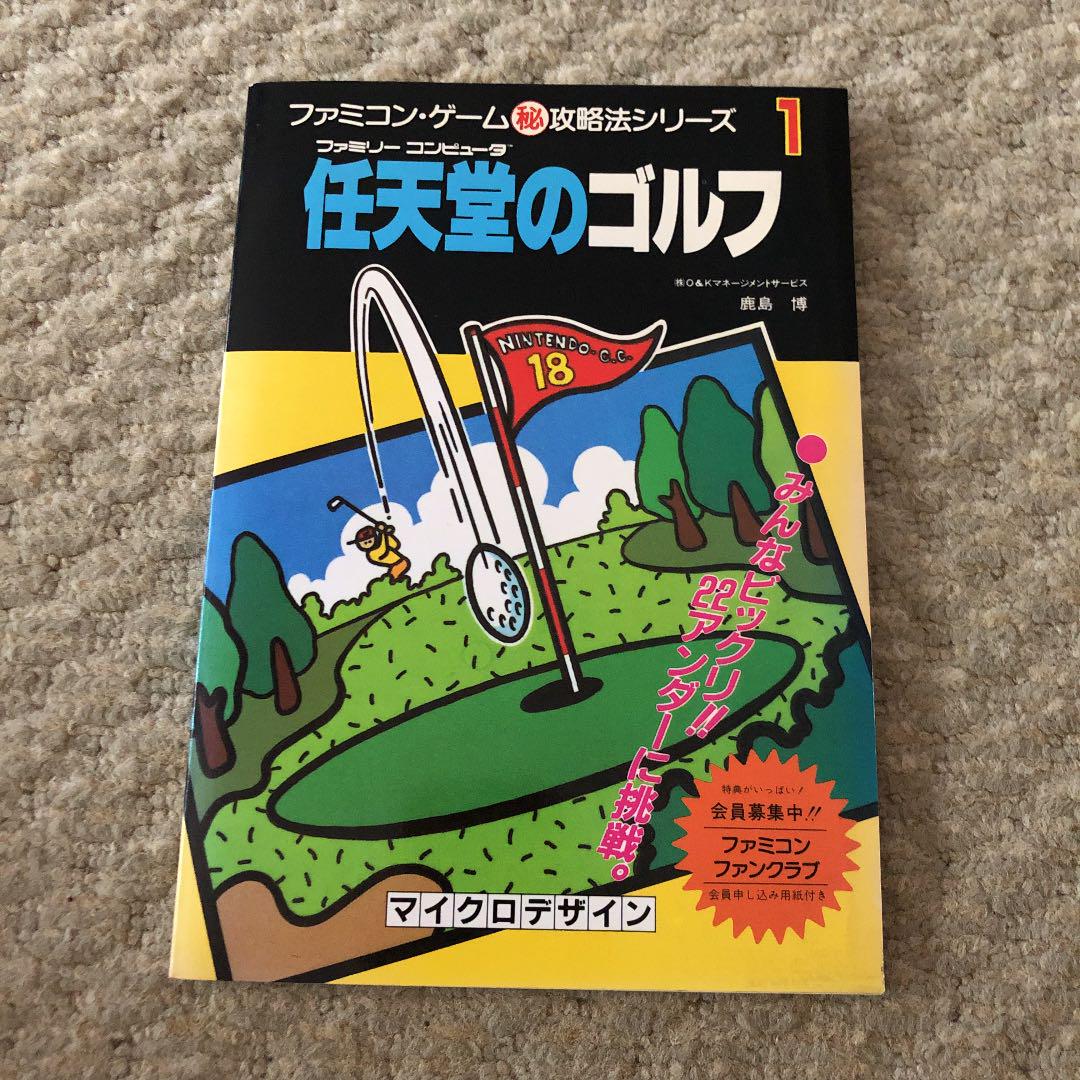 ファミコン・ゲーム㊙攻略法シリーズ 1
ファミリー コンピュータ™
任天堂のゴルフ
㈱O&Kマネージメントサービス
鹿島 博
NINTENDO・C.C.
18
みんなビックリ!!
22アンダーに挑戦。
特典がいっぱい!
会員募集中!!
ファミコン
ファンクラブ
会員申し込み用紙付き
マイクロデザイン